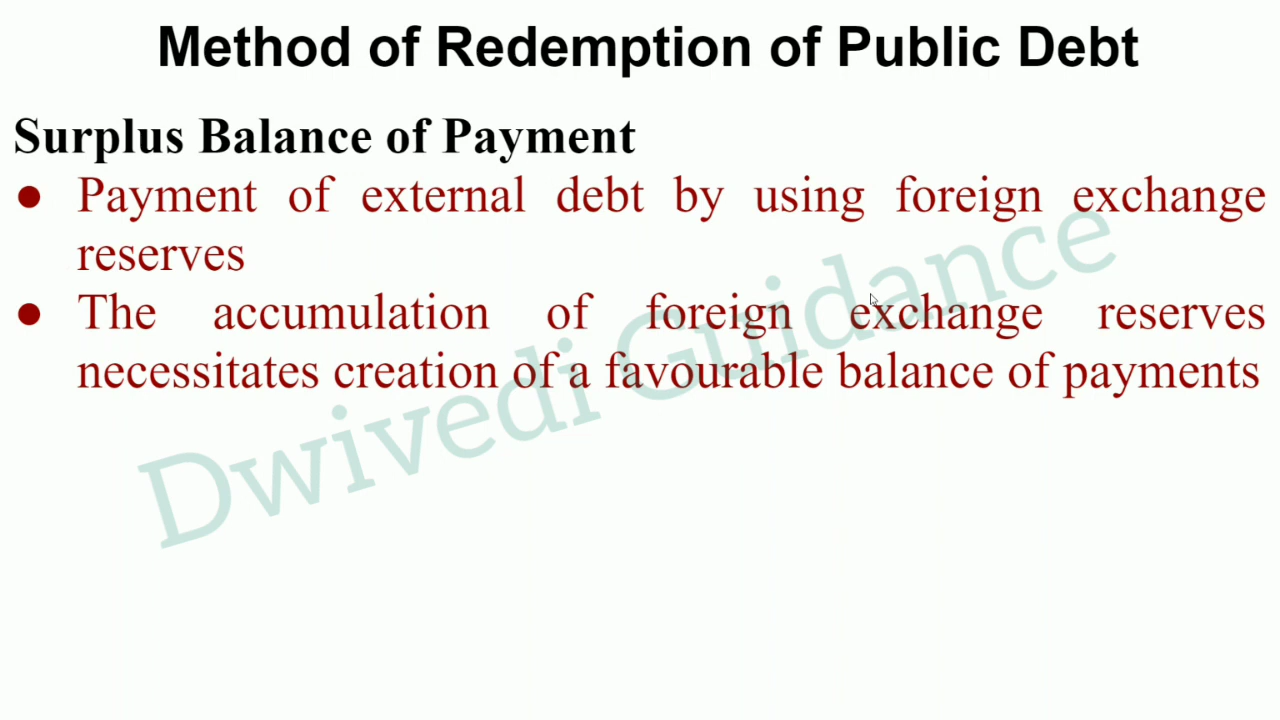 Method of Redemption of Public Debt
Surplus Balance of Payment
● Payment of external debt by using foreign exchange
reserves
● The accumulation of foreign exchange reserves
necessitates creation of a favourable balance of payments
Dwivedi Guidance